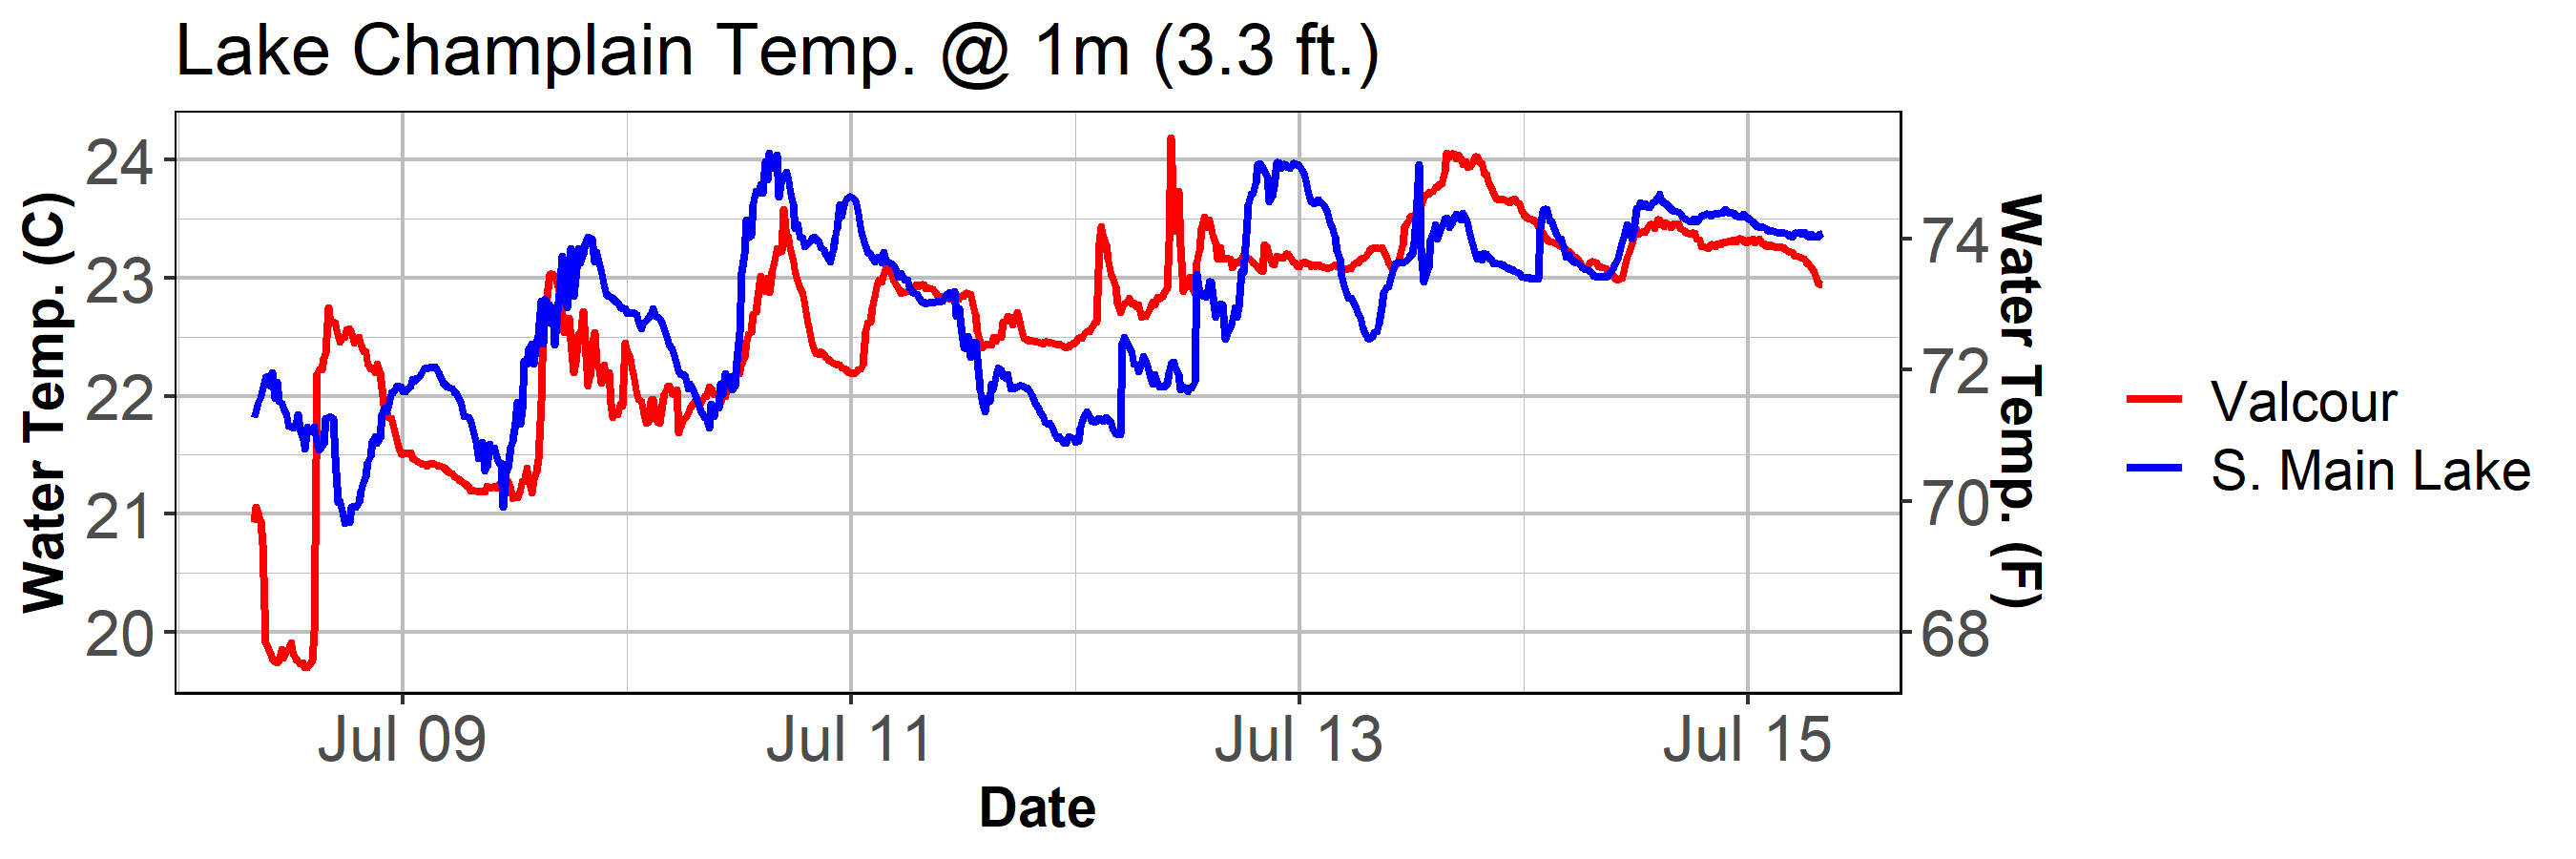 Lake Champlain Temp. @ 1m (3.3 ft.)
Water Temp. (C)
24
23
22
21
20
74
72
70
68
Water Temp. (F)
Jul 09
Jul 11
Jul 13
Jul 15
Date
Valcour
S. Main Lake